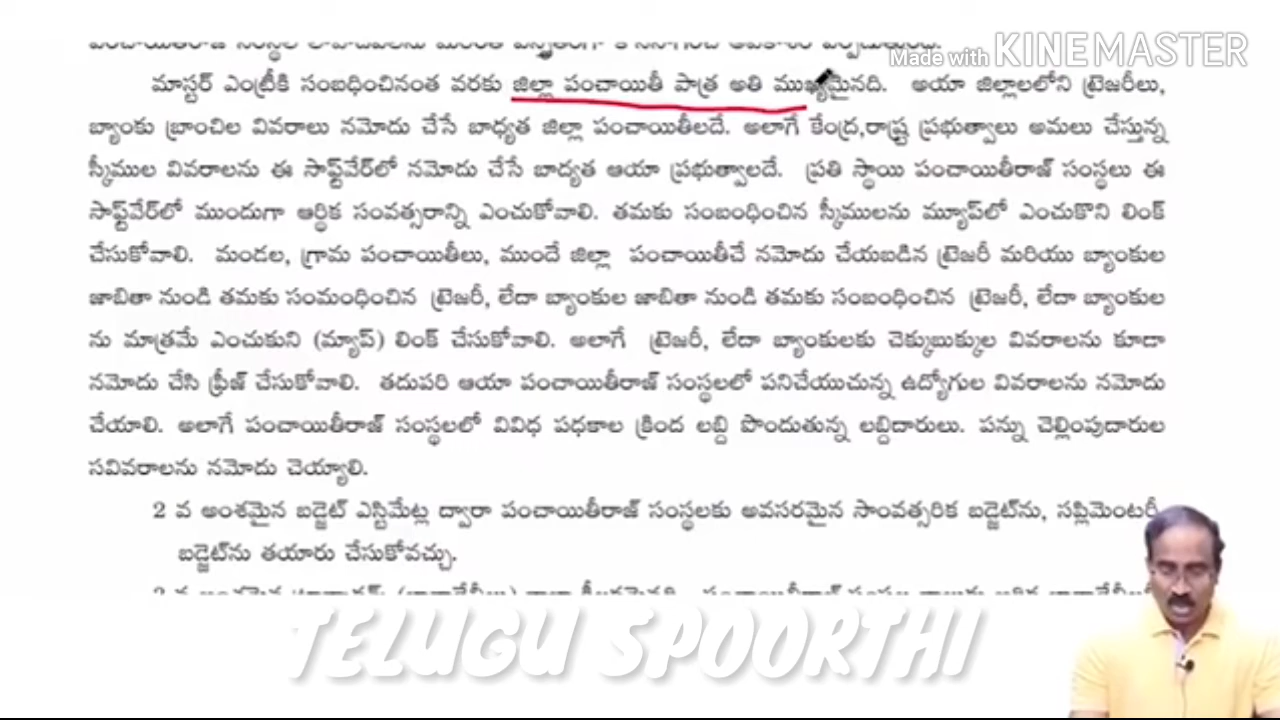 Made with KINEMASTER
మాస్టర్ ఎంట్రీకి సంబధించినంత వరకు జిల్లా పంచాయితీ పాత్ర అతి ముఖ్యమైనది. అయా జిల్లాలలోని ట్రెజరీలు,
బ్యాంకు బ్రాంచిల వివరాలు నమోదు చేసే బాధ్యత జిల్లా పంచాయితీలదే. అలాగే కేంద్ర,రాష్ట్ర ప్రభుత్వాలు అమలు చేస్తున్న
స్కీముల వివరాలను ఈ సాఫ్ట్‌వేర్‌లో నమోదు చేసే బాద్యత ఆయా ప్రభుత్వాలదే. ప్రతి స్థాయి పంచాయితీరాజ్ సంస్థలు ఈ
సాఫ్ట్‌వేర్‌లో ముందుగా ఆర్థిక సంవత్సరాన్ని ఎంచుకోవాలి. తమకు సంబంధించిన స్కీములను మ్యూప్‌లో ఎంచుకొని లింక్
చేసుకోవాలి. మండల, గ్రామ పంచాయితీలు, ముందే జిల్లా పంచాయితీచే నమోదు చేయబడిన ట్రెజరీ మరియు బ్యాంకుల
జాబితా నుండి తమకు సంమంధించిన ట్రెజరీ, లేదా బ్యాంకుల జాబితా నుండి తమకు సంబంధించిన ట్రెజరీ, లేదా బ్యాంకుల
ను మాత్రమే ఎంచుకుని (మ్యాప్) లింక్ చేసుకోవాలి. అలాగే ట్రెజరీ, లేదా బ్యాంకులకు చెక్కుబుక్కుల వివరాలను కూడా
నమోదు చేసి ఫ్రీజ్ చేసుకోవాలి. తదుపరి ఆయా పంచాయితీరాజ్ సంస్థలలో పనిచేయుచున్న ఉద్యోగుల వివరాలను నమోదు
చేయాలి. అలాగే పంచాయితీరాజ్ సంస్థలలో వివిధ పధకాల క్రింద లబ్ది పొందుతున్న లబ్దిదారులు. పన్ను చెల్లింపుదారుల
సవివరాలను నమోదు చెయ్యాలి.
2 వ అంశమైన బడ్జెట్ ఎస్టిమేట్ల ద్వారా పంచాయితీరాజ్ సంస్థలకు అవసరమైన సాంవత్సరిక బడ్జెట్‌ను, సప్లిమెంటరీ
బడ్జెట్‌ను తయారు చేసుకోవచ్చు.
TELUGU SPOORTHI